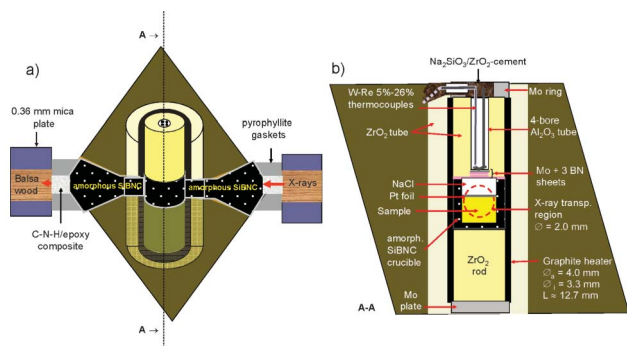 a)
A →
0.36 mm mica
plate
pyrophyllite
gaskets
Balsa
wood
amorphous SiBNC
amorphous SiBNC
X-rays
C-N-H/epoxy
composite
A →
b)
Na₂SiO3/ZrO₂-cement
W-Re 5%-26%
thermocouples
Mo ring
ZrO₂ tube
4-bore
Al₂O₃ tube
Mo + 3 BN
sheets
NaCl
Pt foil
Sample
X-ray transp.
region
∅ = 2.0 mm
amorph.
SiBNC
crucible
ZrO₂
rod
Graphite heater
∅ₐ = 4.0 mm
∅ᵢ = 3.3 mm
L ≈ 12.7 mm
Mo
plate
A-A